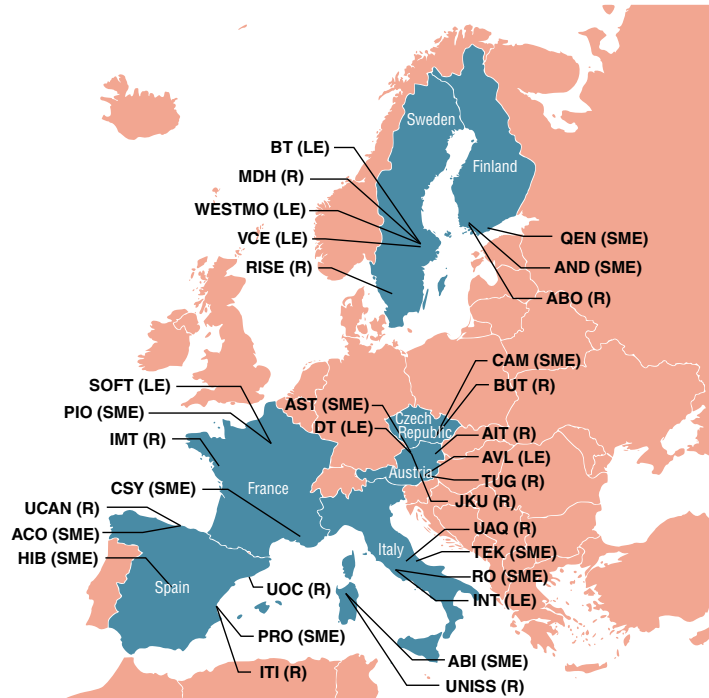 Sweden
BT (LE)
MDH (R)
Finland
WESTMO (LE)
VCE (LE)
QEN (SME)
RISE (R)
AND (SME)
ABO (R)
CAM (SME)
SOFT (LE)
BUT (R)
AST (SME)
PIO (SME)
Czech
Republic
DT (LE)
AIT (R)
IMT (R)
AVL (LE)
Austria
TUG (R)
CSY (SME)
France
JKU (R)
UCAN (R)
UAQ (R)
ACO (SME)
Italy
TEK (SME)
HIB (SME)
RO (SME)
Spain
UOC (R)
INT (LE)
PRO (SME)
ABI (SME)
ITI (R)
UNISS (R)